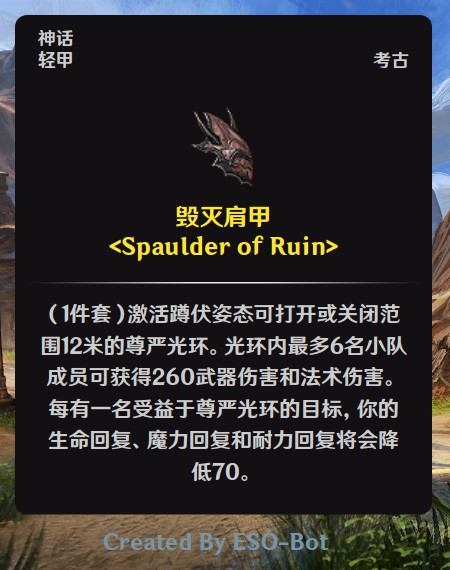 神话
轻甲
考古
毁灭肩甲
<Spaulder of Ruin>
（1件套）激活蹲伏姿态可打开或关闭范
围12米的尊严光环。光环内最多6名小队
成员可获得260武器伤害和法术伤害。
每有一名受益于尊严光环的目标，你的
生命回复、魔力回复和耐力回复将会降
低70。
Created By ESO-Bot